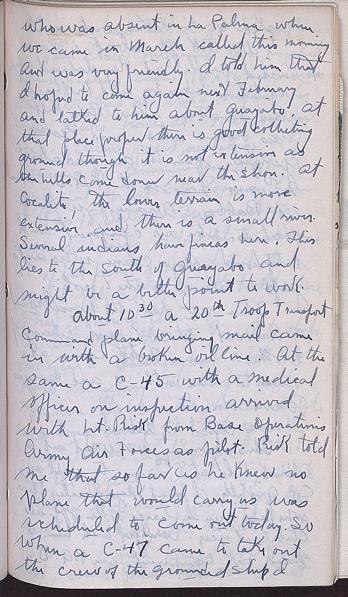 who was absent in La Palma when
we came in March called this morning
and was very friendly. I told him that
I hoped to come again next February
and talked to him about Guayabo. at
that place proper there is good collecting
ground though it is not extensive as
the hills come down near the shore. at
Cocalito, the lower terrain is more
extensive and there is a small river.
Several indians have fincas here. This
lies to the South of Guayabo and
might be a better point to work.
about 10 30 a 20th Troop Transport
Command plane bringing mail came
in with a broken oil line. At the
same a C-45 with a medical
officer on inspection arrived
with Lt. Risk from Base Operations
Army Air Forces as pilot. Risk told
me that so far as he knew no
plane that would carry us was
scheduled to come out today. So
when a C-47 came to take out
the crew of the grounded ship I